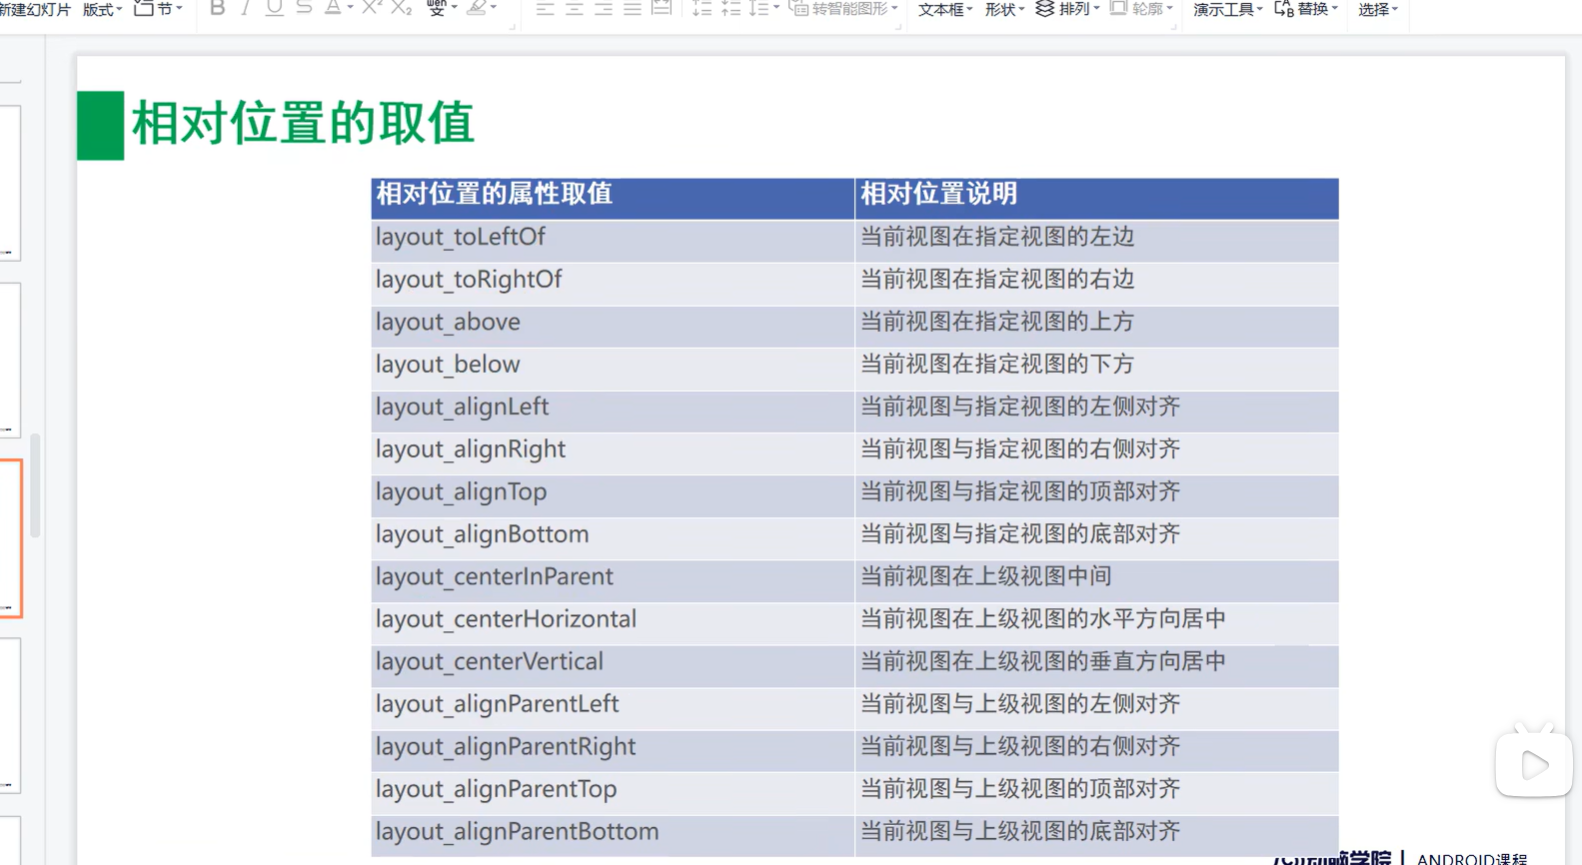 新建幻灯片 版式 节 B I U S A X² X₂ wén 文 转智能图形 文本框 形状 排列 轮廓 演示工具 替换 选择
相对位置的取值
相对位置的属性取值 相对位置说明
layout_toLeftOf 当前视图在指定视图的左边
layout_toRightOf 当前视图在指定视图的右边
layout_above 当前视图在指定视图的上方
layout_below 当前视图在指定视图的下方
layout_alignLeft 当前视图与指定视图的左侧对齐
layout_alignRight 当前视图与指定视图的右侧对齐
layout_alignTop 当前视图与指定视图的顶部对齐
layout_alignBottom 当前视图与指定视图的底部对齐
layout_centerInParent 当前视图在上级视图中间
layout_centerHorizontal 当前视图在上级视图的水平方向居中
layout_centerVertical 当前视图在上级视图的垂直方向居中
layout_alignParentLeft 当前视图与上级视图的左侧对齐
layout_alignParentRight 当前视图与上级视图的右侧对齐
layout_alignParentTop 当前视图与上级视图的顶部对齐
layout_alignParentBottom 当前视图与上级视图的底部对齐
动脑学院 | ANDROID课程